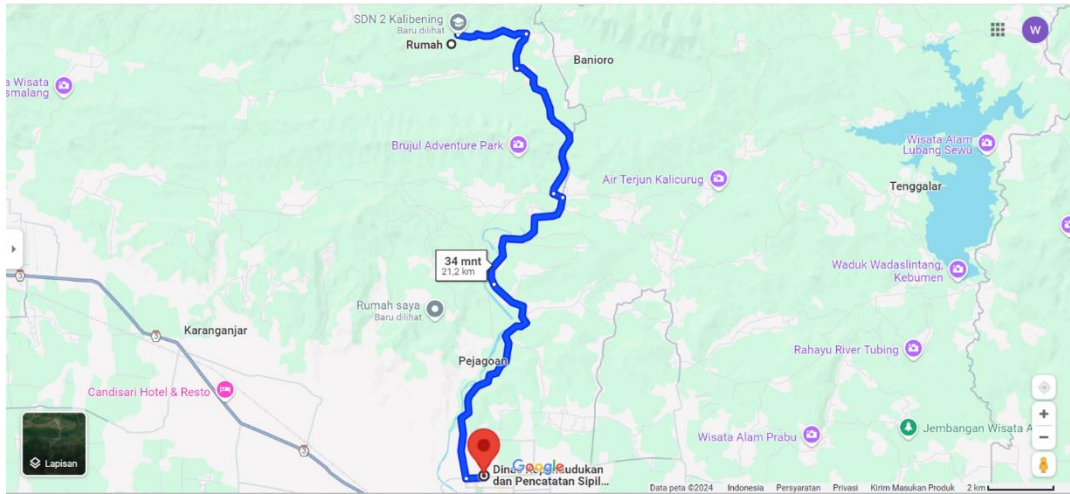 SDN 2 Kalibening
Baru dilihat
Rumah
W
Banioro
a Wisata
smalang
Brujul Adventure Park
Wisata Alam
Lubang Sewu
Air Terjun Kalicurug
Tenggalar
34 mnt
21,2 km
Waduk Wadaslintang,
Kebumen
3
Rumah saya
Baru dilihat
3
Karanganjar
Rahayu River Tubing
Pejagoan
Candisari Hotel & Resto
Wisata Alam Prabu
Jembangan Wisata A
3
Lapisan
Google
dan Pencatatan Sipil...
Data peta ©2024 Indonesia Persyaratan Privasi Kirim Masukan Produk 2 km